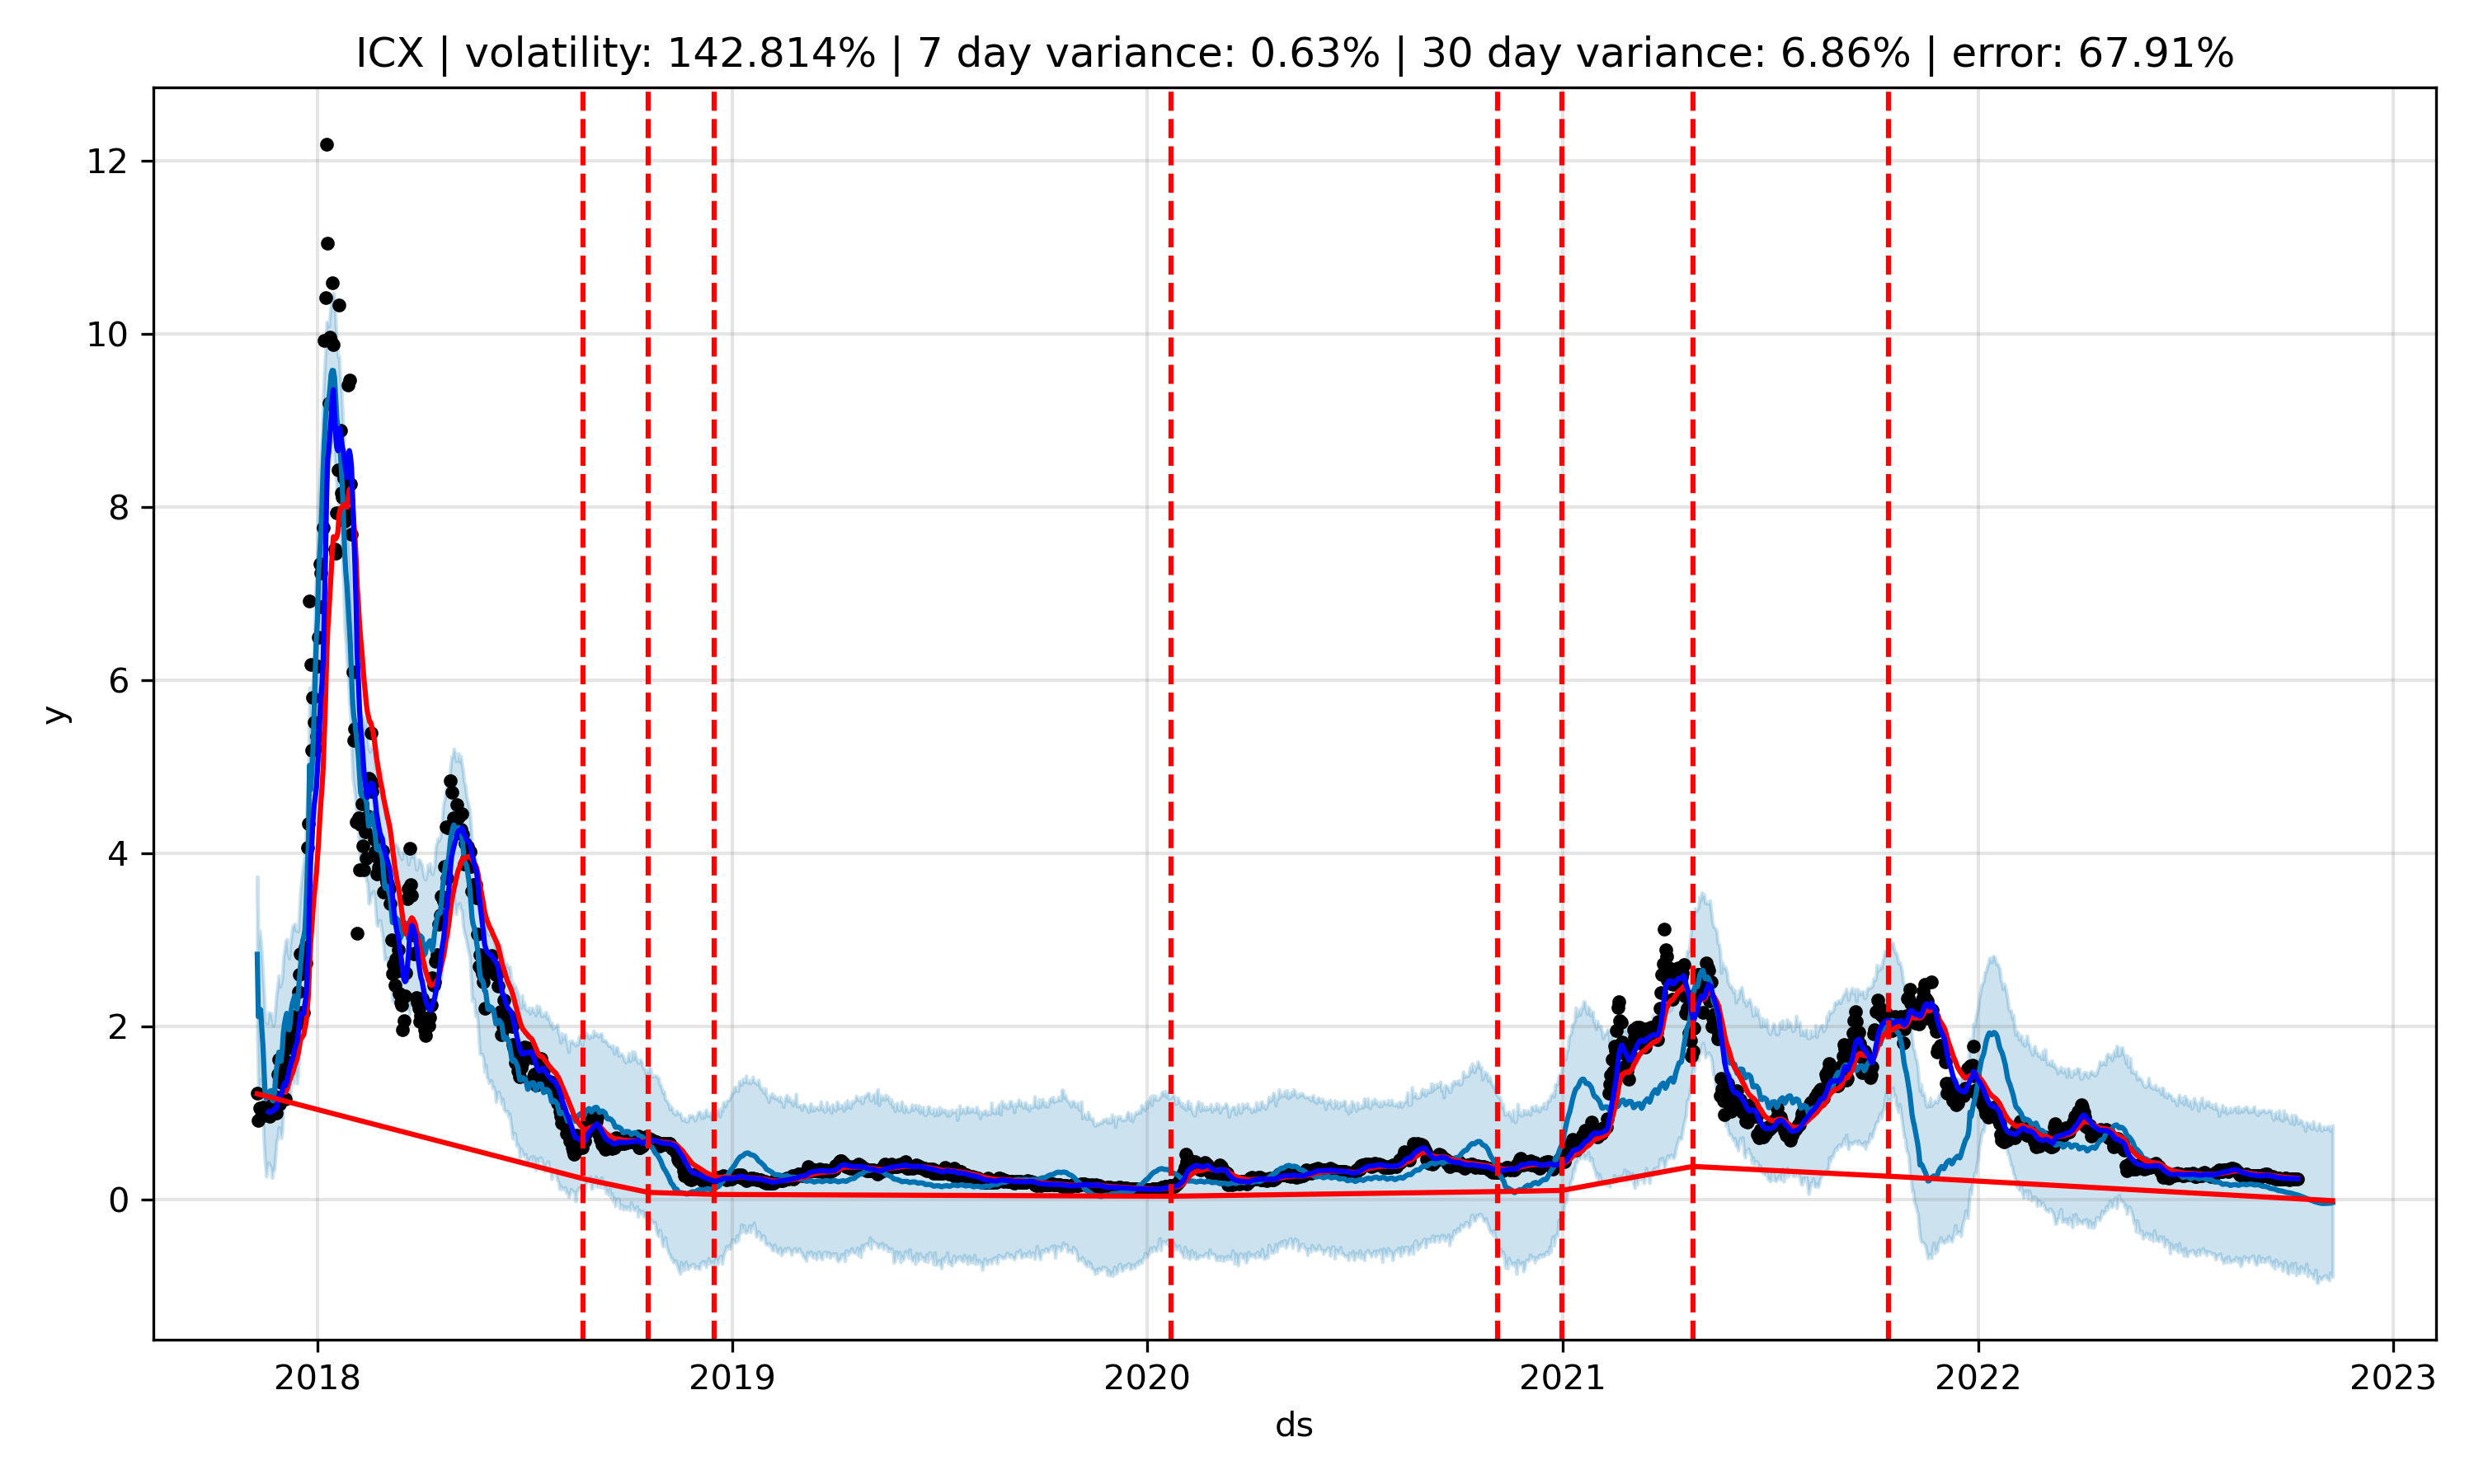 ICX | volatility: 142.814% | 7 day variance: 0.63% | 30 day variance: 6.86% | error: 67.91%
12
10
8
6
4
2
0
y
2018 2019 2020 2021 2022 2023
ds